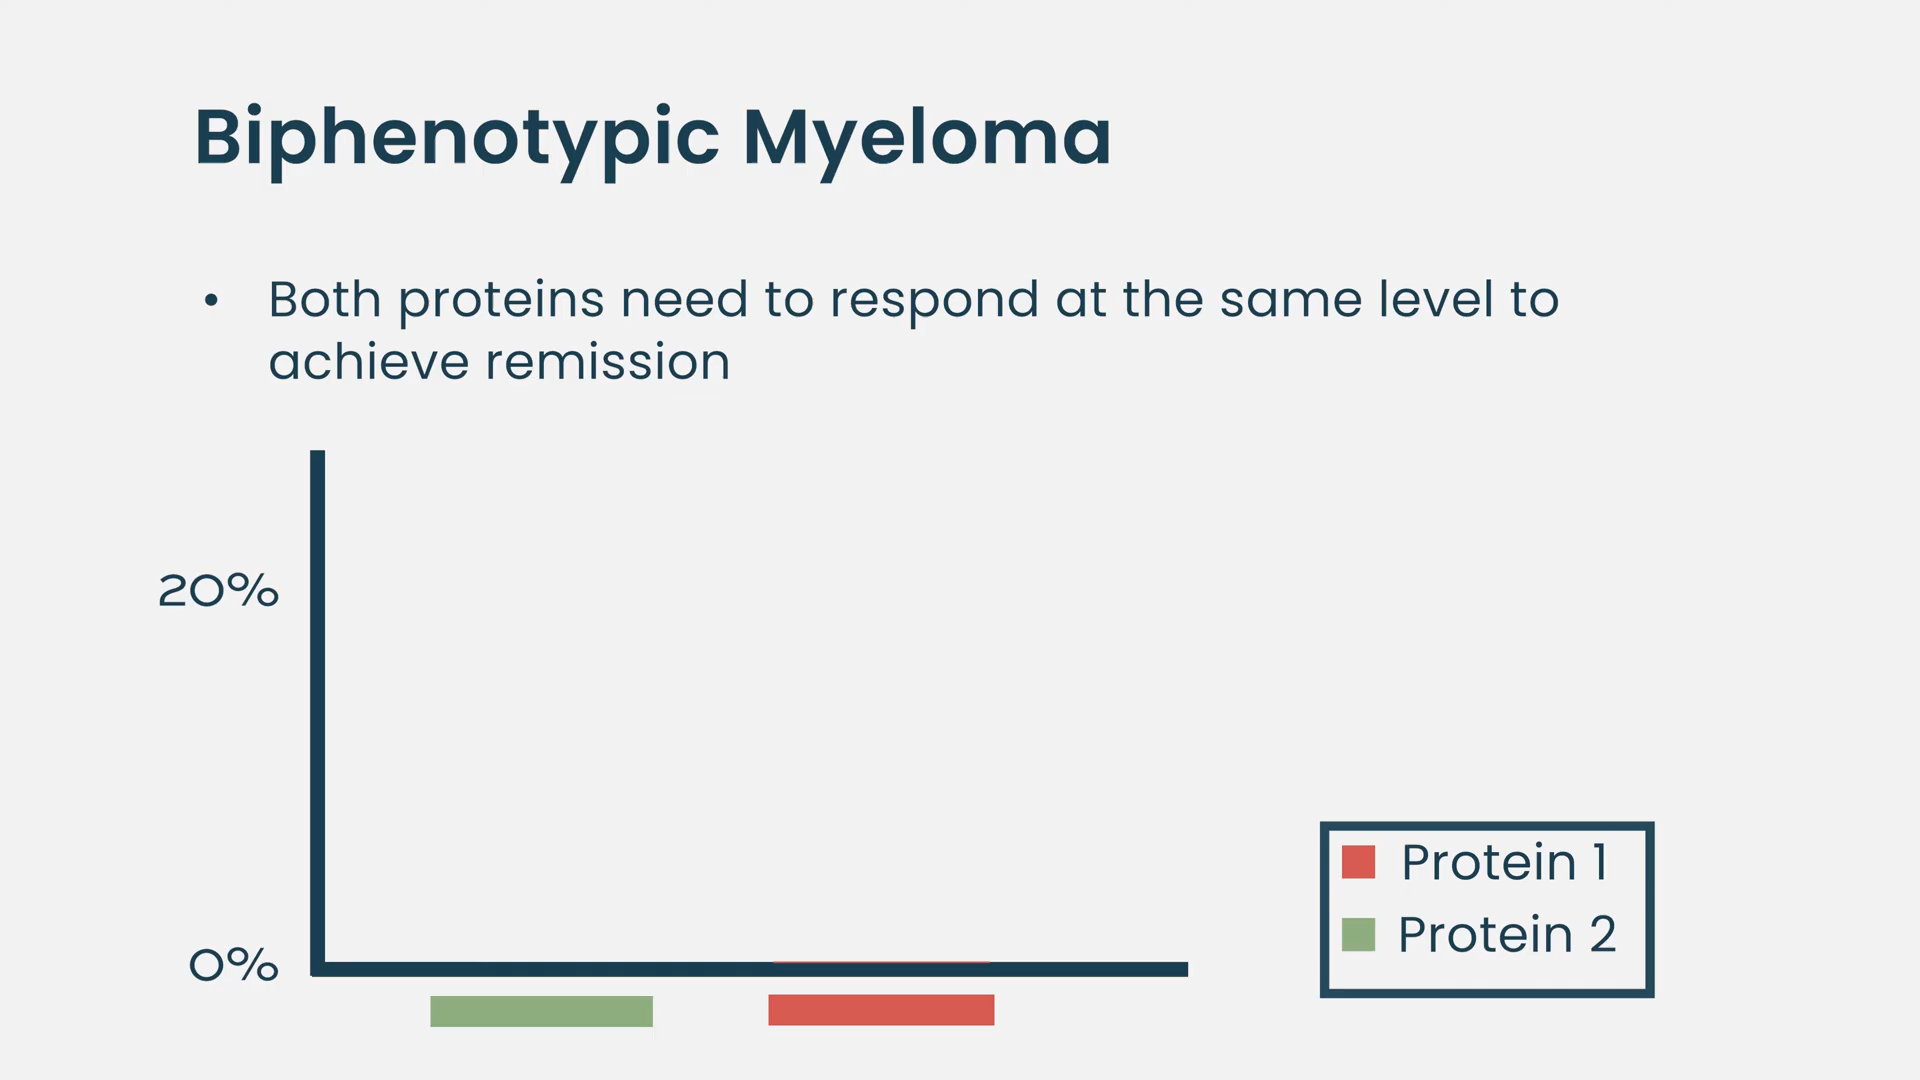 Biphenotypic Myeloma
• Both proteins need to respond at the same level to
achieve remission
20%
0%
Protein 1
Protein 2